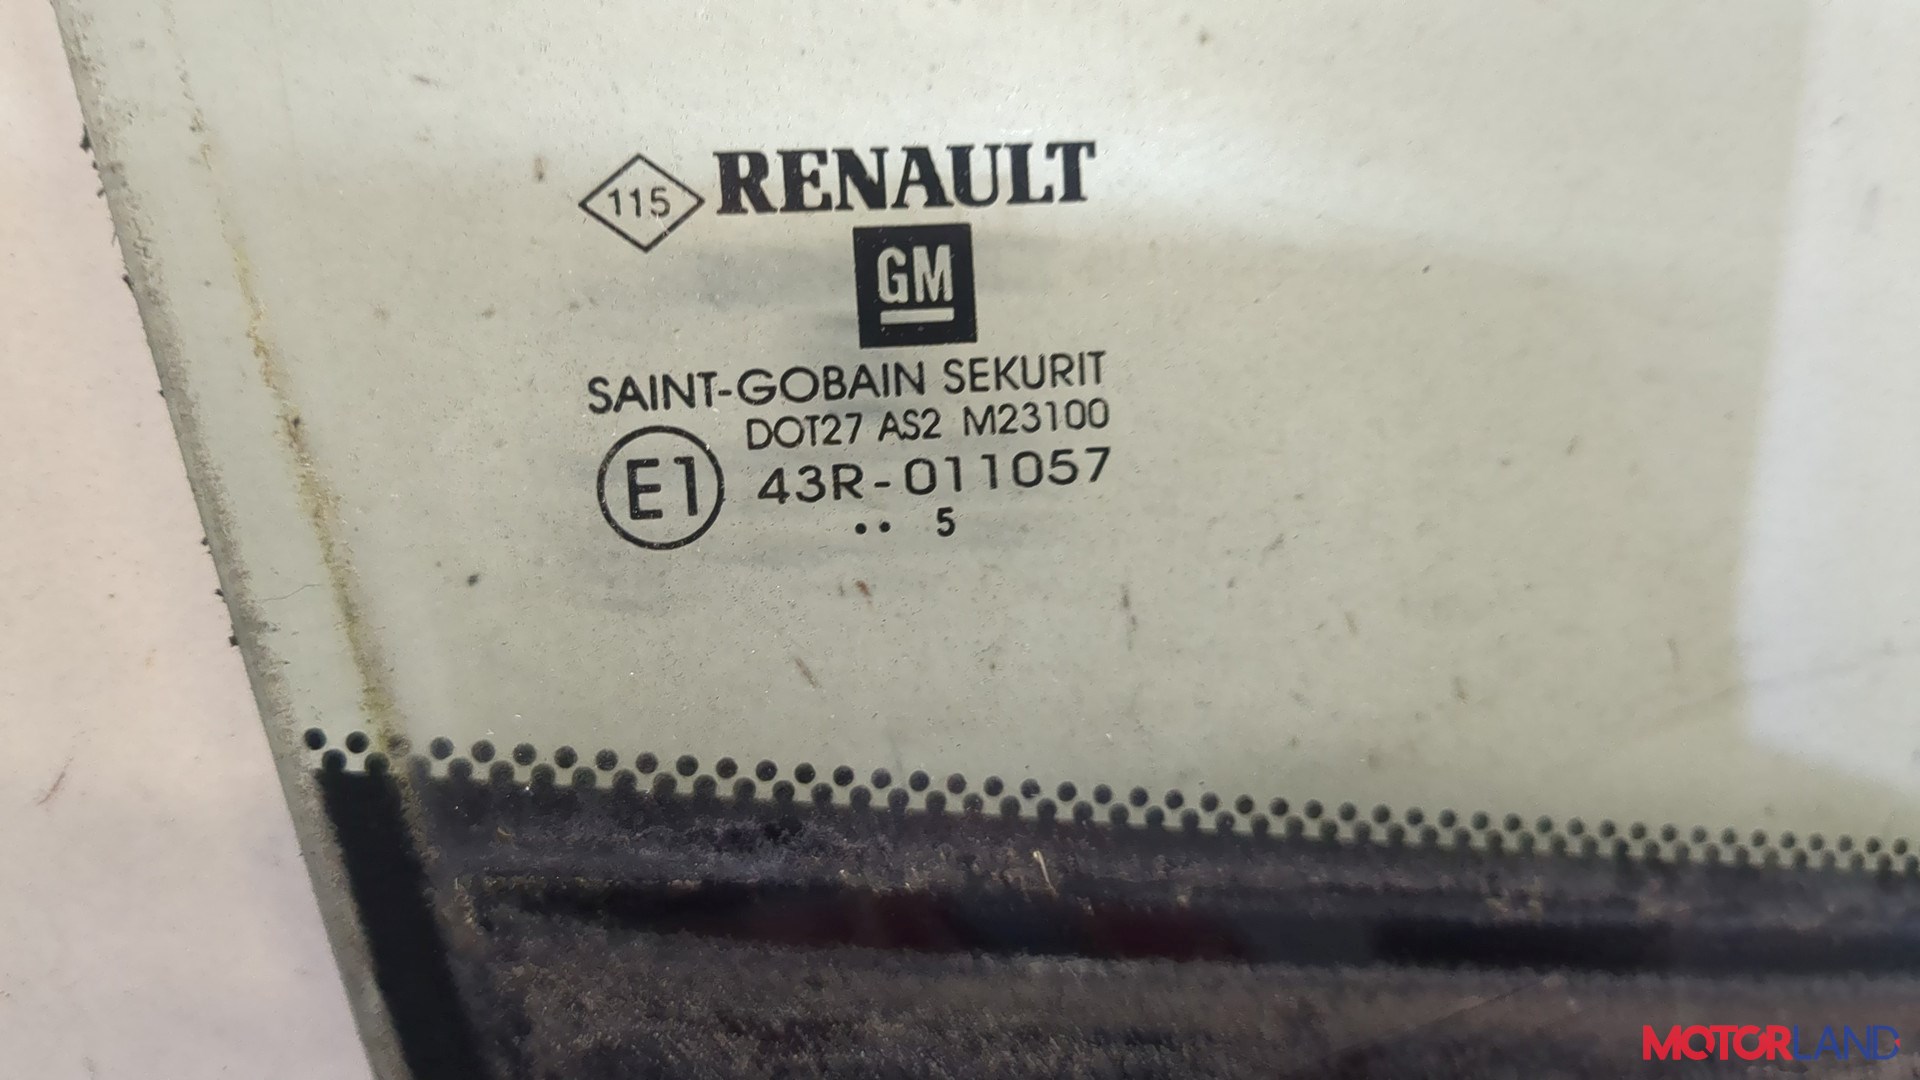 115 RENAULT
GM
SAINT-GOBAIN SEKURIT
DOT27 AS2 M23100
E1 43R-011057
•• 5
MOTORLAND